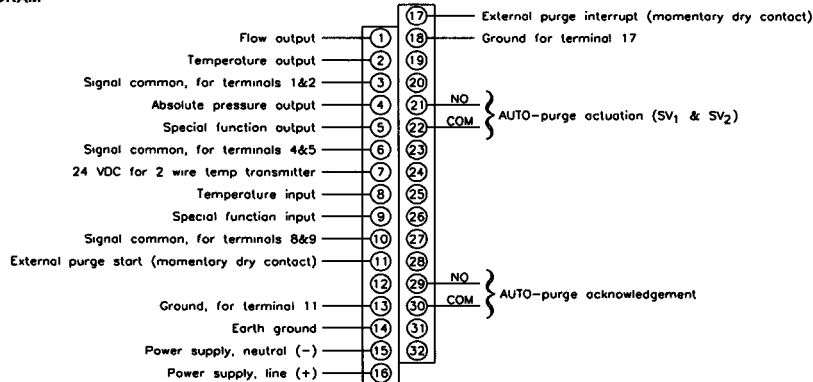 17 External purge interrupt (momentary dry contact)
Flow output 1 18 Ground for terminal 17
Temperature output 2 19
Signal common, for terminals 1&2 3 20
Absolute pressure output 4 21 NO
AUTO-purge actuation (SV1 & SV2)
Special function output 5 22 COM
Signal common, for terminals 4&5 6 23
24 VDC for 2 wire temp transmitter 7 24
Temperature input 8 25
Special function input 9 26
Signal common, for terminals 8&9 10 27
External purge start (momentary dry contact) 11 28
12 29 NO
AUTO-purge acknowledgement
Ground, for terminal 11 13 30 COM
Earth ground 14 31
Power supply, neutral (-) 15 32
Power supply, line (+) 16